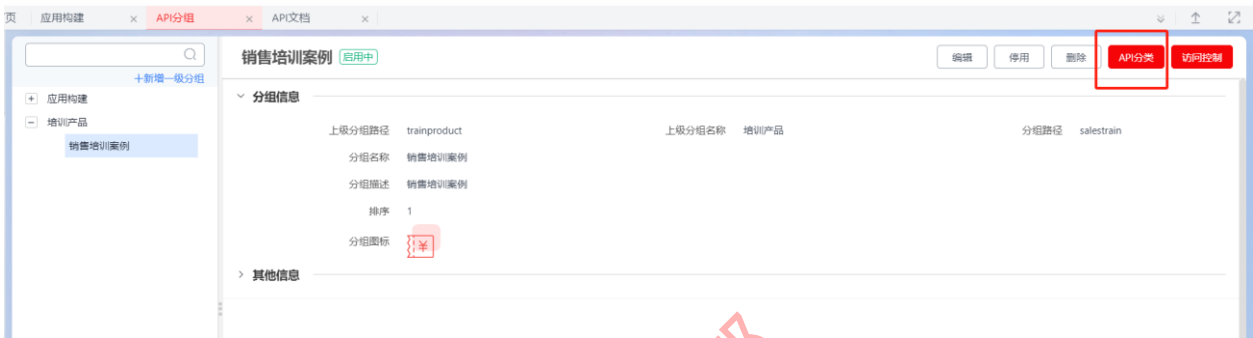 页 应用构建 × API分组 × API文档 ×
销售培训案例 启用中 编辑 停用 删除 API分类 访问控制
+新增一级分组
应用构建
分组信息
培训产品
上级分组路径 trainproduct 上级分组名称 培训产品 分组路径 salestrain
销售培训案例
分组名称 销售培训案例
分组描述 销售培训案例
排序 1
分组图标 ¥
其他信息